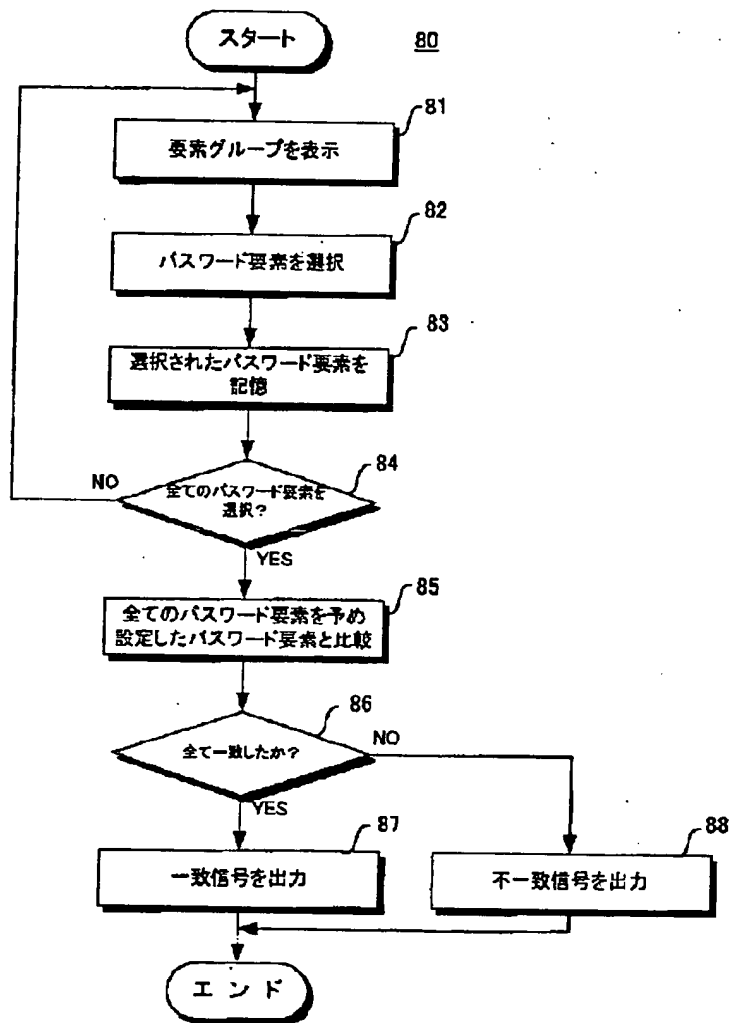 スタート
80
81
要素グループを表示
82
パスワード要素を選択
83
選択されたパスワード要素を
記憶
84
NO
全てのパスワード要素を
選択?
YES
85
全てのパスワード要素を予め
設定したパスワード要素と比較
86
全て一致したか?
NO
YES
87
一致信号を出力
88
不一致信号を出力
エンド